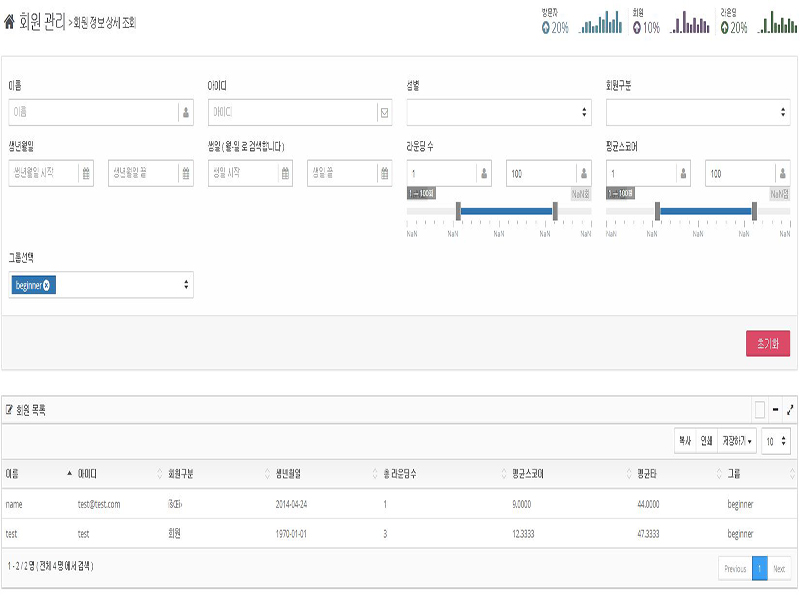 회원 관리 > 회원 정보 상세 조회
방문자 20% 회원 10% 라운딩 20%
이름 아이디 성별 회원구분
이름 아이디
생년월일 생일 ( 월-일 로 검색합니다 ) 라운딩 수 평균스코어
생년월일 시작 생년월일 끝 생일 시작 생일 끝 1 100 1 100
1 — 100회 NaN회 1 — 100회 NaN점
NaN NaN NaN NaN NaN NaN NaN NaN NaN NaN
그룹선택
beginner
초기화
회원 목록
복사 인쇄 저장하기 10
이름 아이디 회원구분 생년월일 총 라운딩수 평균스코어 평균타 그룹
name test@test.com 2014-04-24 1 9.0000 44.0000 beginner
test test 회원 1970-01-01 3 12.3333 47.3333 beginner
1 - 2 / 2 명 ( 전체 4 명 에서 검색 )
Previous 1 Next